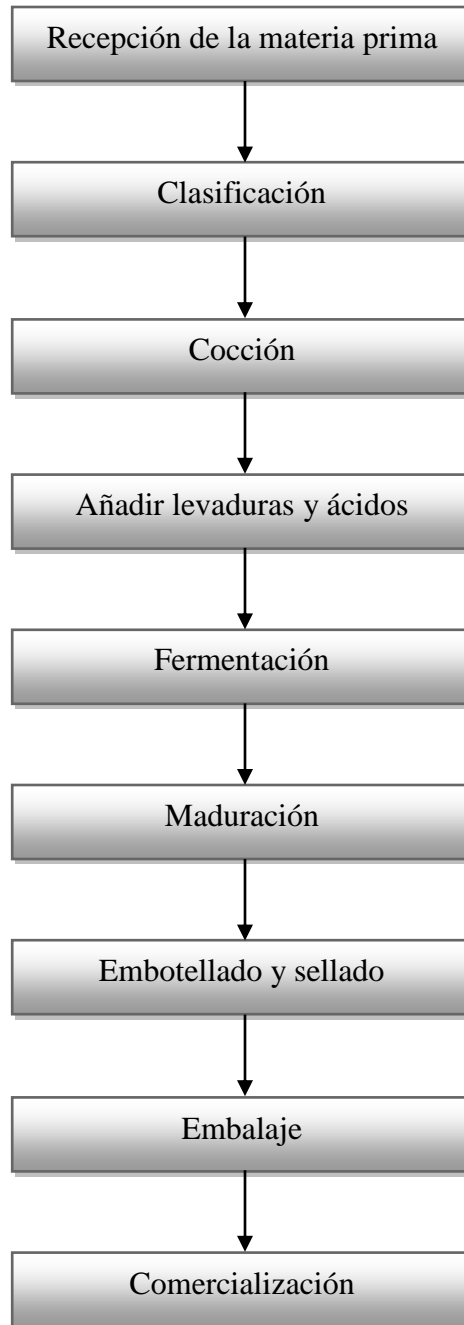 Recepción de la materia prima
Clasificación
Cocción
Añadir levaduras y ácidos
Fermentación
Maduración
Embotellado y sellado
Embalaje
Comercialización